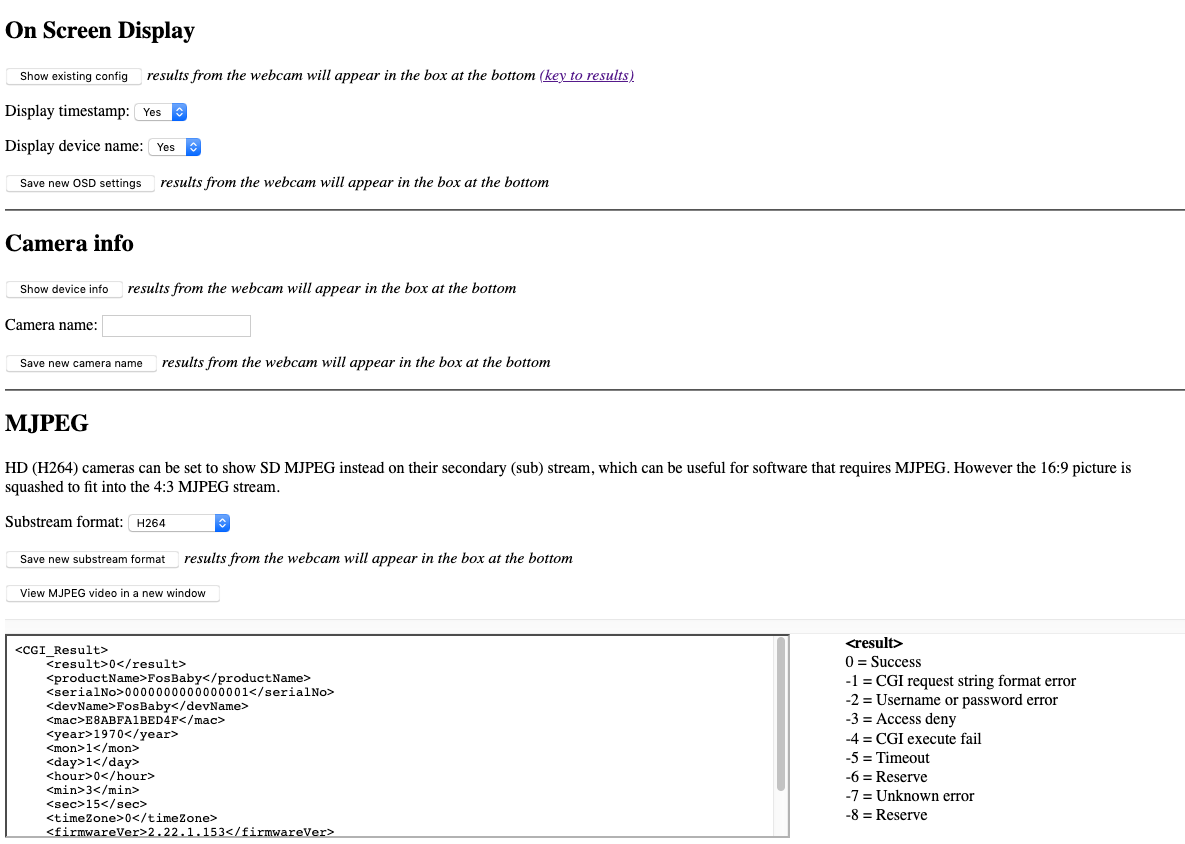 On Screen Display
Show existing config results from the webcam will appear in the box at the bottom (key to results)
Display timestamp: Yes
Display device name: Yes
Save new OSD settings results from the webcam will appear in the box at the bottom
Camera info
Show device info results from the webcam will appear in the box at the bottom
Camera name:
Save new camera name results from the webcam will appear in the box at the bottom
MJPEG
HD (H264) cameras can be set to show SD MJPEG instead on their secondary (sub) stream, which can be useful for software that requires MJPEG. However the 16:9 picture is
squashed to fit into the 4:3 MJPEG stream.
Substream format: H264
Save new substream format results from the webcam will appear in the box at the bottom
View MJPEG video in a new window
<CGI_Result>
<result>0</result>
<productName>FosBaby</productName>
<serialNo>0000000000000001</serialNo>
<devName>FosBaby</devName>
<mac>E8ABFA1BED4F</mac>
<year>1970</year>
<mon>1</mon>
<day>1</day>
<hour>0</hour>
<min>3</min>
<sec>15</sec>
<timeZone>0</timeZone>
<firmwareVer>2.22.1.153</firmwareVer>
<result>
0 = Success
-1 = CGI request string format error
-2 = Username or password error
-3 = Access deny
-4 = CGI execute fail
-5 = Timeout
-6 = Reserve
-7 = Unknown error
-8 = Reserve